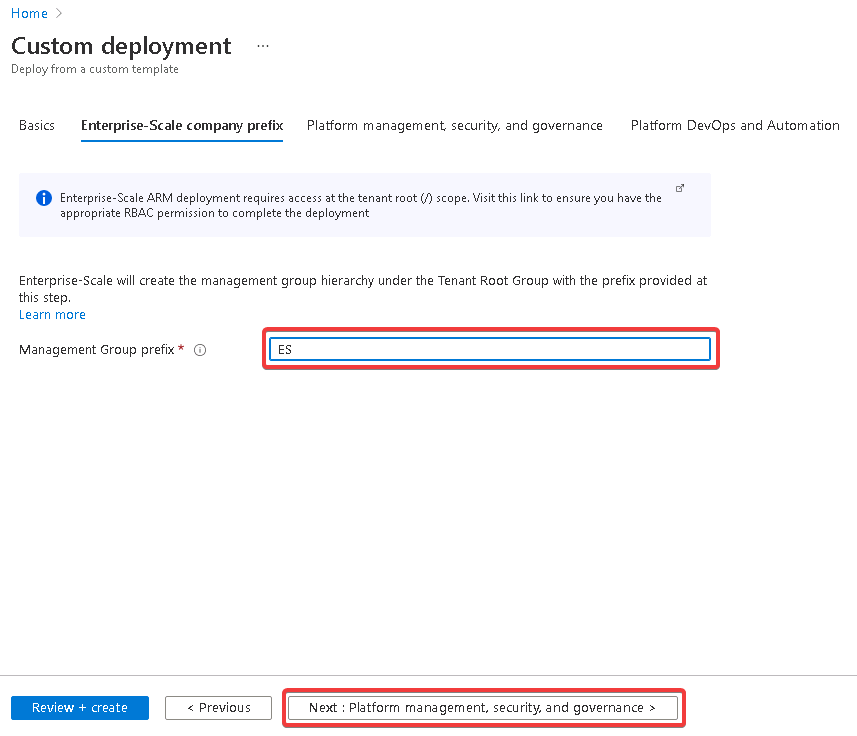 Home >
Custom deployment ...
Deploy from a custom template
Basics Enterprise-Scale company prefix Platform management, security, and governance Platform DevOps and Automation
Enterprise-Scale ARM deployment requires access at the tenant root (/) scope. Visit this link to ensure you have the
appropriate RBAC permission to complete the deployment
Enterprise-Scale will create the management group hierarchy under the Tenant Root Group with the prefix provided at
this step.
Learn more
Management Group prefix * ES
Review + create < Previous Next : Platform management, security, and governance >